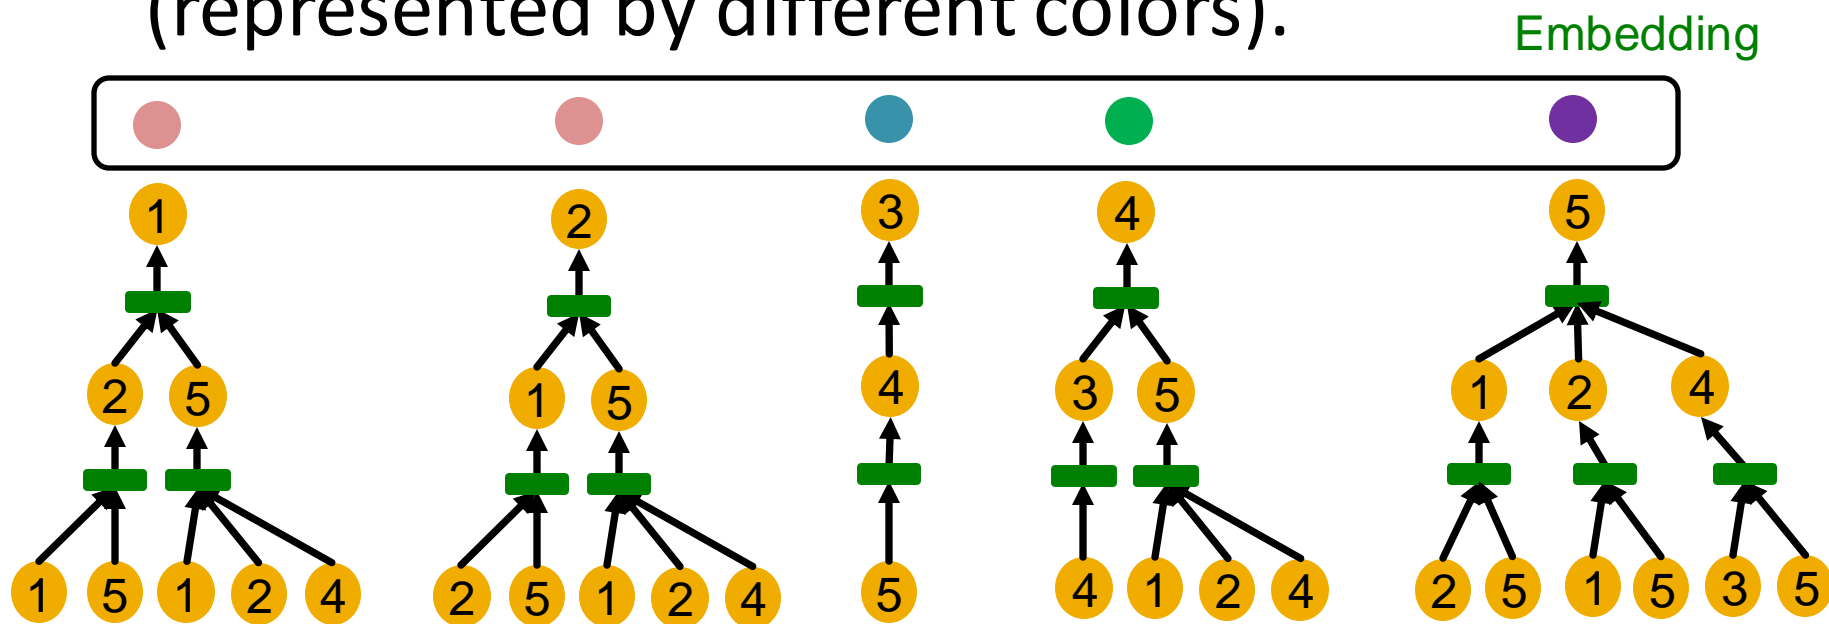 (represented by different colors).
Embedding
1 2 3 4 5
2 5 1 5 4 3 5 1 2 4
1 5 1 2 4 2 5 1 2 4 5 4 1 2 4 2 5 1 5 3 5